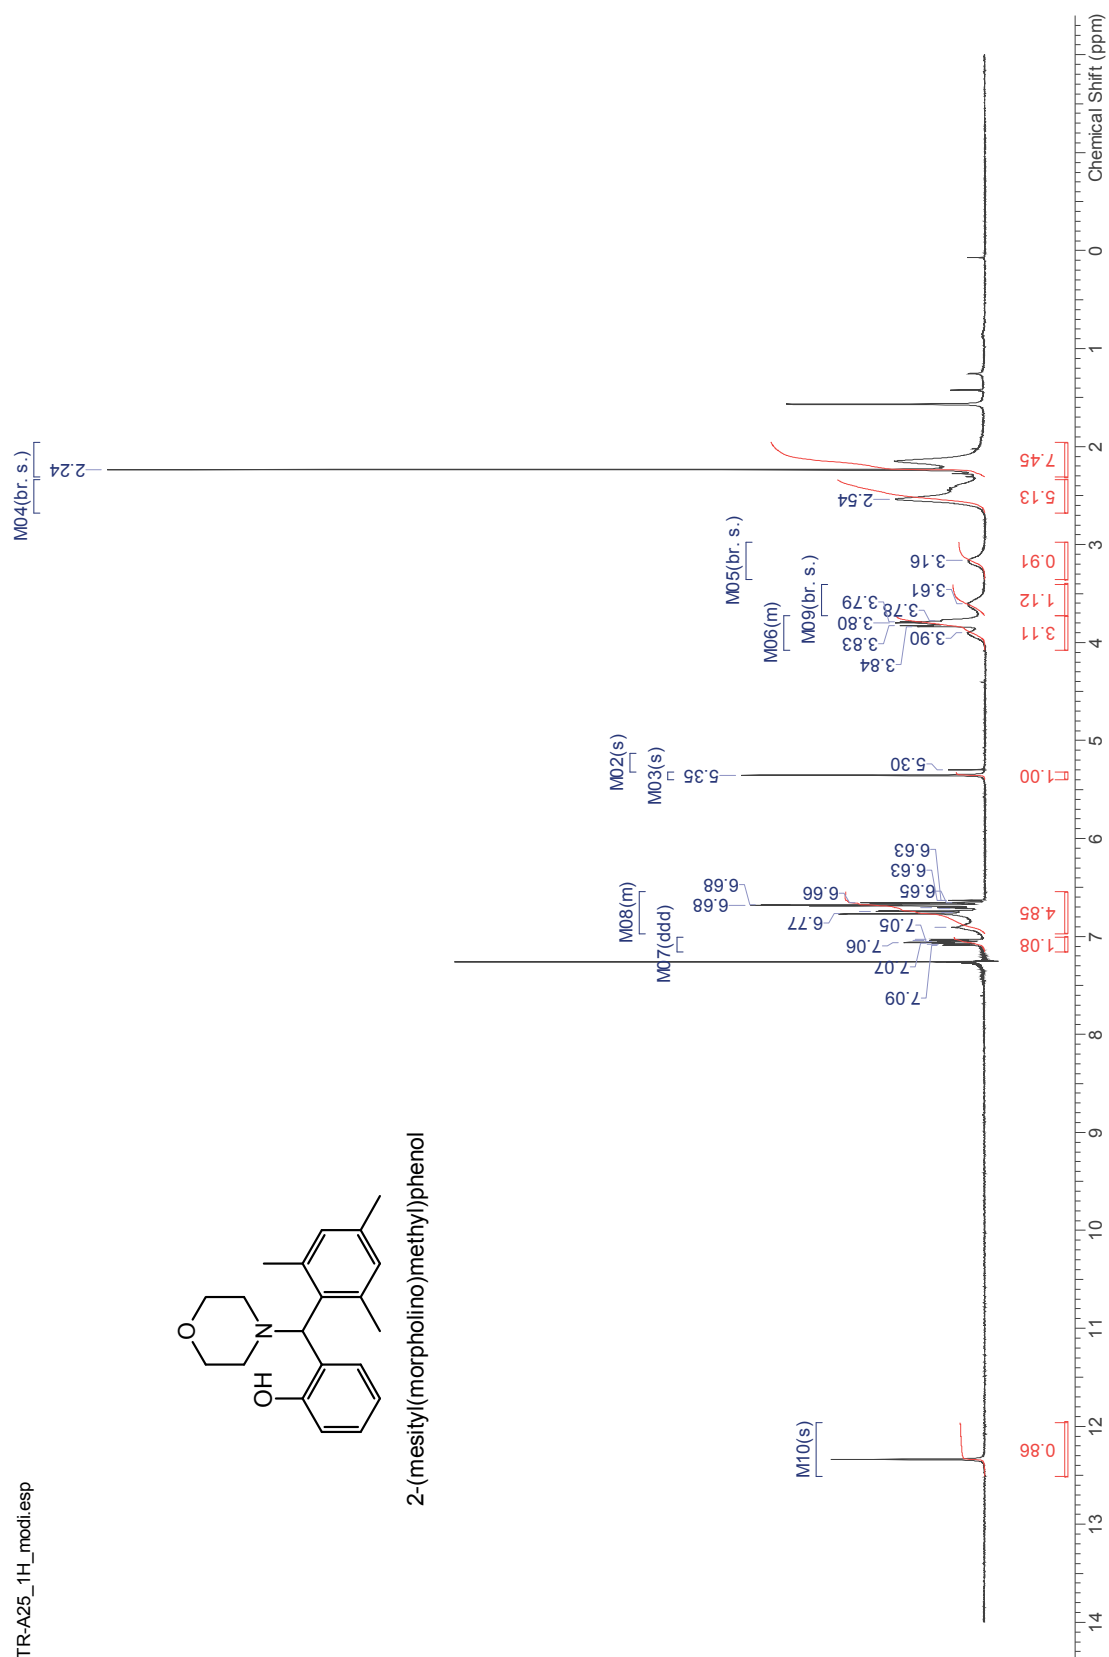 TR-A25_1H_modi.esp
OH
N
O
2-(mesityl(morpholino)methyl)phenol
M10(s)
M07(ddd)
M08(m)
M03(s)
M02(s)
M06(m)
M09(br. s.)
M05(br. s.)
M04(br. s.)
7.09
7.07
7.06
7.05
6.77
6.68
6.68
6.66
6.65
6.63
6.63
5.35
5.30
3.90
3.84
3.83
3.80
3.79
3.78
3.61
3.16
2.54
2.24
0.86
1.08
4.85
1.00
3.11
1.12
0.91
5.13
7.45
14 13 12 11 10 9 8 7 6 5 4 3 2 1 0
Chemical Shift (ppm)